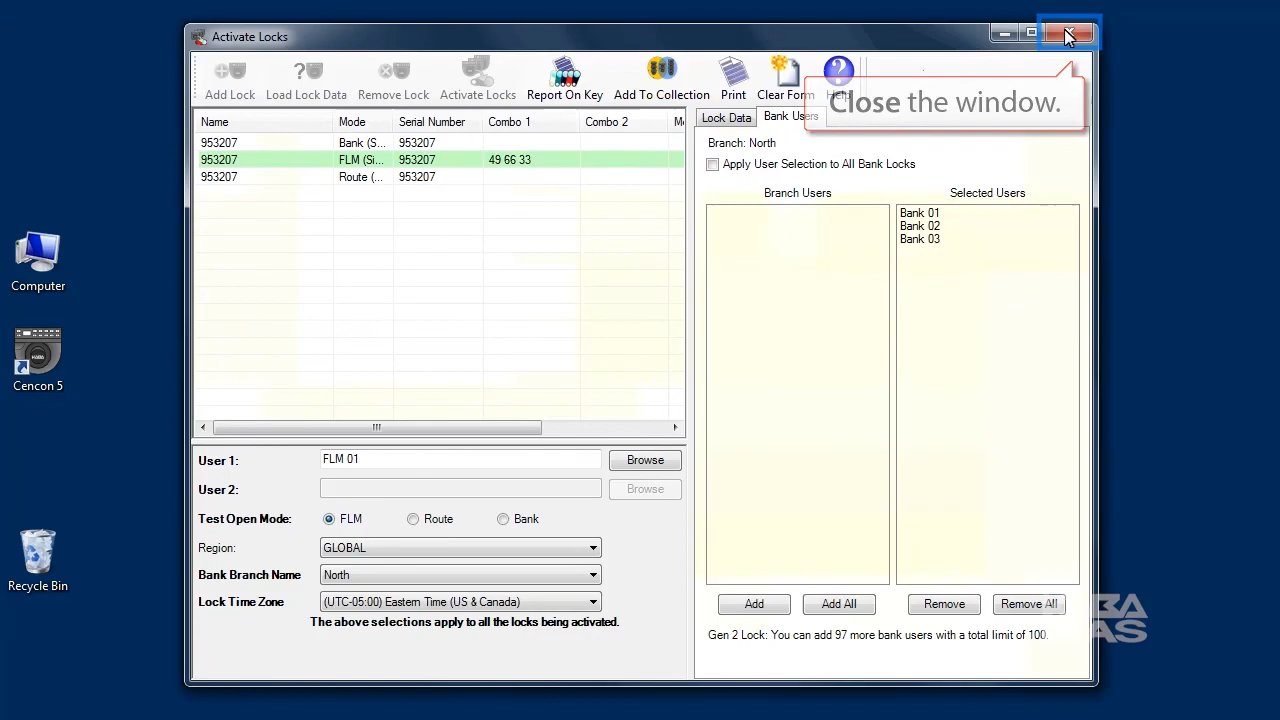 Activate Locks
Add Lock Load Lock Data Remove Lock Activate Locks Report On Key Add To Collection Print Clear Form
Close the window.
Name Mode Serial Number Combo 1 Combo 2
953207 Bank (S... 953207
953207 FLM (Si... 953207 49 66 33
953207 Route (... 953207
Lock Data Bank Users
Branch: North
Apply User Selection to All Bank Locks
Branch Users Selected Users
Bank 01
Bank 02
Bank 03
Add Add All Remove Remove All
Gen 2 Lock: You can add 97 more bank users with a total limit of 100.
User 1: FLM 01 Browse
User 2: Browse
Test Open Mode: FLM Route Bank
Region: GLOBAL
Bank Branch Name North
Lock Time Zone (UTC-05:00) Eastern Time (US & Canada)
The above selections apply to all the locks being activated.
Computer
KABA
Cencon 5
Recycle Bin